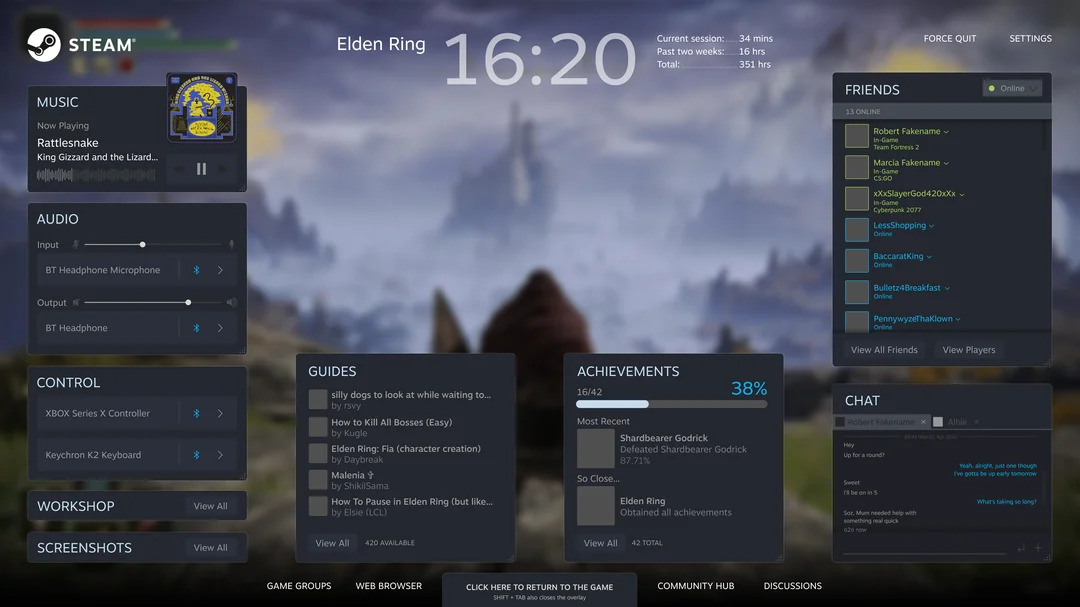 STEAM®
Elden Ring
16:20
Current session: 34 mins
Past two weeks: 16 hrs
Total: 351 hrs
FORCE QUIT
SETTINGS
MUSIC
Now Playing
Rattlesnake
King Gizzard and the Lizard...
AUDIO
Input
BT Headphone Microphone
Output
BT Headphone
CONTROL
XBOX Series X Controller
Keychron K2 Keyboard
WORKSHOP
View All
SCREENSHOTS
View All
GUIDES
silly dogs to look at while waiting to...
by rsvy
How to Kill All Bosses (Easy)
by Kugle
Elden Ring: Fia (character creation)
by Daybreak
Malenia ✞
by ShikiISama
How To Pause in Elden Ring (but like...
by Elsie (LCL)
View All
420 AVAILABLE
ACHIEVEMENTS
16/42
38%
Most Recent
Shardbearer Godrick
Defeated Shardbearer Godrick
87.71%
So Close...
Elden Ring
Obtained all achievements
View All
42 TOTAL
FRIENDS
Online
13 ONLINE
Robert Fakename
In-Game
Team Fortress 2
Marcia Fakename
In-Game
CS:GO
xXxSlayerGod420xXx
In-Game
Cyberpunk 2077
LessShopping
Online
BaccaratKing
Online
Bulletz4Breakfast
Online
PennywyzeThaKlown
Online
View All Friends
View Players
CHAT
Robert Fakename ×
Albie ×
Hey
Up for a round?
Yeah, alright, just one though
I've gotta be up early tomorrow
Sweet
I'll be on in 5
What's taking so long?
Soz, Mum needed help with
something real quick
GAME GROUPS
WEB BROWSER
CLICK HERE TO RETURN TO THE GAME
SHIFT + TAB also closes the overlay
COMMUNITY HUB
DISCUSSIONS